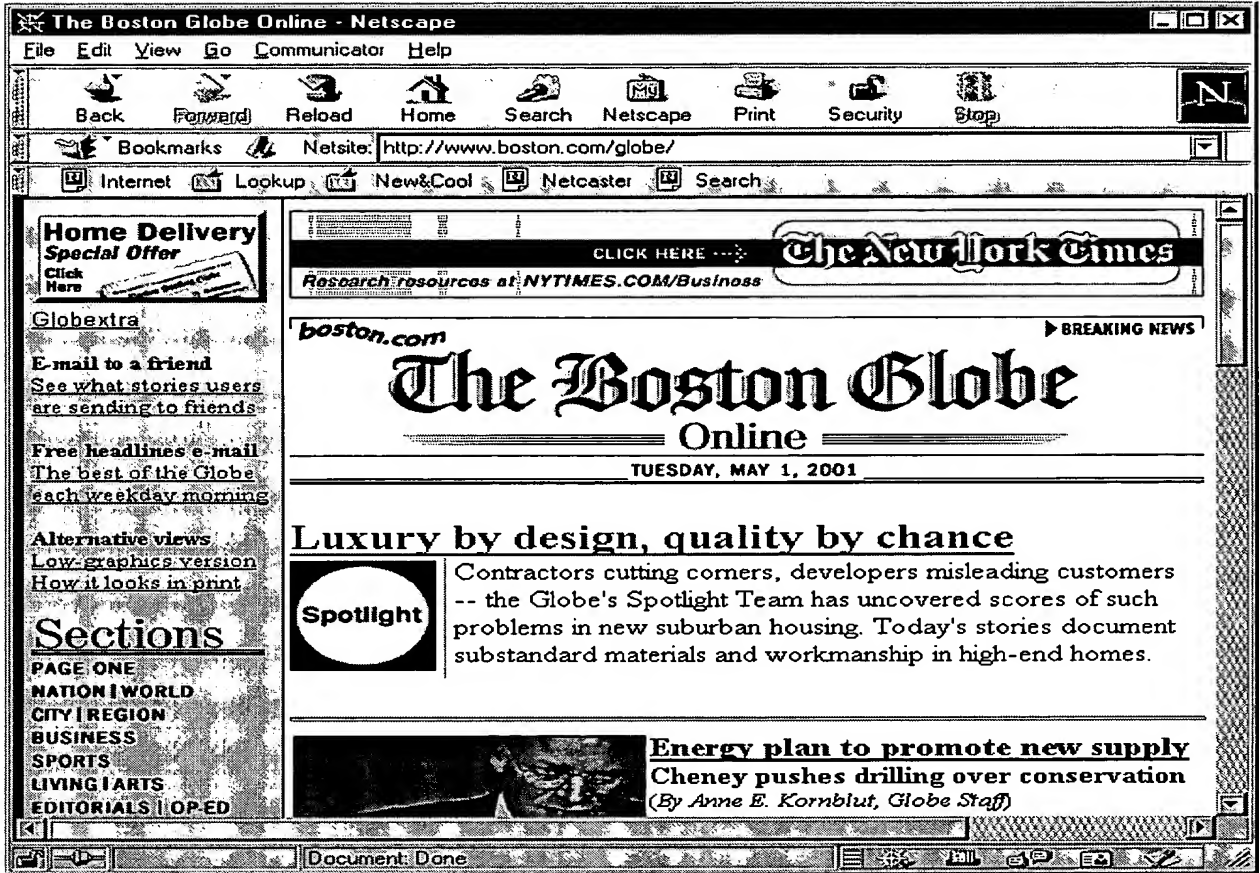 The Boston Globe Online - Netscape
File Edit View Go Communicator Help
Back Forward Reload Home Search Netscape Print Security Stop
N
Bookmarks Netsite: http://www.boston.com/globe/
Internet Lookup New&Cool Netcaster Search
Home Delivery
Special Offer
Click
Here
Globextra
E-mail to a friend
See what stories users
are sending to friends
Free headlines e-mail
The best of the Globe
each weekday morning
Alternative views
Low-graphics version
How it looks in print
Sections
PAGE ONE
NATION | WORLD
CITY | REGION
BUSINESS
SPORTS
LIVING | ARTS
EDITORIALS | OP-ED
CLICK HERE ---> The New York Times
Research resources at NYTIMES.COM/Business
boston.com
BREAKING NEWS
The Boston Globe
Online
TUESDAY, MAY 1, 2001
Luxury by design, quality by chance
Spotlight
Contractors cutting corners, developers misleading customers
-- the Globe's Spotlight Team has uncovered scores of such
problems in new suburban housing. Today's stories document
substandard materials and workmanship in high-end homes.
Energy plan to promote new supply
Cheney pushes drilling over conservation
(By Anne E. Kornblut, Globe Staff)
Document: Done